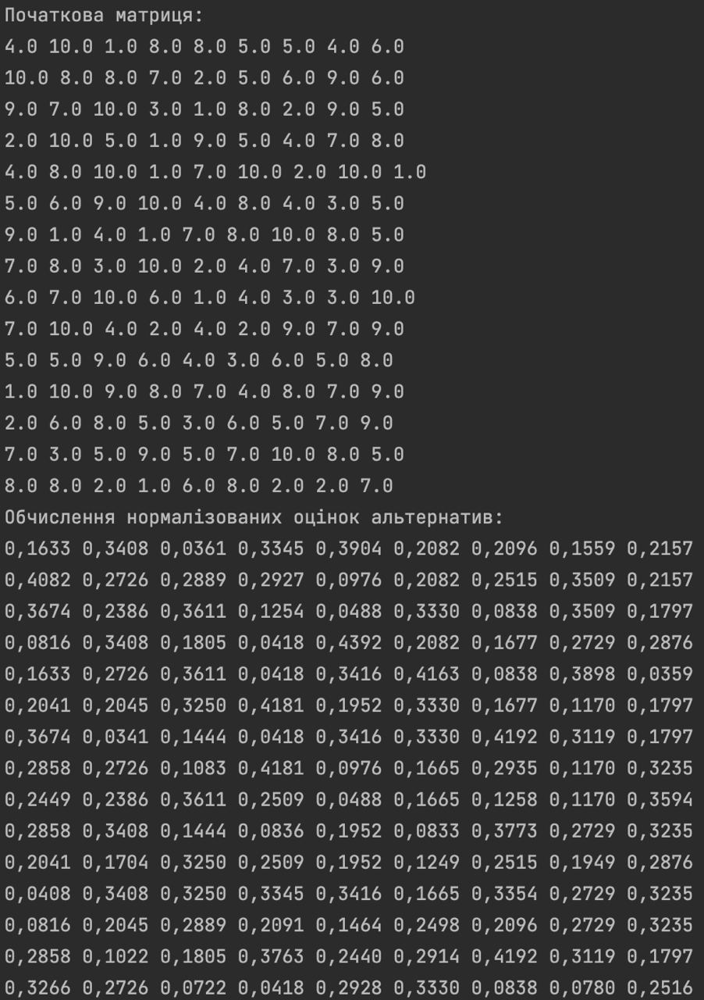 Початкова матриця:
4.0 10.0 1.0 8.0 8.0 5.0 5.0 4.0 6.0
10.0 8.0 8.0 7.0 2.0 5.0 6.0 9.0 6.0
9.0 7.0 10.0 3.0 1.0 8.0 2.0 9.0 5.0
2.0 10.0 5.0 1.0 9.0 5.0 4.0 7.0 8.0
4.0 8.0 10.0 1.0 7.0 10.0 2.0 10.0 1.0
5.0 6.0 9.0 10.0 4.0 8.0 4.0 3.0 5.0
9.0 1.0 4.0 1.0 7.0 8.0 10.0 8.0 5.0
7.0 8.0 3.0 10.0 2.0 4.0 7.0 3.0 9.0
6.0 7.0 10.0 6.0 1.0 4.0 3.0 3.0 10.0
7.0 10.0 4.0 2.0 4.0 2.0 9.0 7.0 9.0
5.0 5.0 9.0 6.0 4.0 3.0 6.0 5.0 8.0
1.0 10.0 9.0 8.0 7.0 4.0 8.0 7.0 9.0
2.0 6.0 8.0 5.0 3.0 6.0 5.0 7.0 9.0
7.0 3.0 5.0 9.0 5.0 7.0 10.0 8.0 5.0
8.0 8.0 2.0 1.0 6.0 8.0 2.0 2.0 7.0
Обчислення нормалізованих оцінок альтернатив:
0,1633 0,3408 0,0361 0,3345 0,3904 0,2082 0,2096 0,1559 0,2157
0,4082 0,2726 0,2889 0,2927 0,0976 0,2082 0,2515 0,3509 0,2157
0,3674 0,2386 0,3611 0,1254 0,0488 0,3330 0,0838 0,3509 0,1797
0,0816 0,3408 0,1805 0,0418 0,4392 0,2082 0,1677 0,2729 0,2876
0,1633 0,2726 0,3611 0,0418 0,3416 0,4163 0,0838 0,3898 0,0359
0,2041 0,2045 0,3250 0,4181 0,1952 0,3330 0,1677 0,1170 0,1797
0,3674 0,0341 0,1444 0,0418 0,3416 0,3330 0,4192 0,3119 0,1797
0,2858 0,2726 0,1083 0,4181 0,0976 0,1665 0,2935 0,1170 0,3235
0,2449 0,2386 0,3611 0,2509 0,0488 0,1665 0,1258 0,1170 0,3594
0,2858 0,3408 0,1444 0,0836 0,1952 0,0833 0,3773 0,2729 0,3235
0,2041 0,1704 0,3250 0,2509 0,1952 0,1249 0,2515 0,1949 0,2876
0,0408 0,3408 0,3250 0,3345 0,3416 0,1665 0,3354 0,2729 0,3235
0,0816 0,2045 0,2889 0,2091 0,1464 0,2498 0,2096 0,2729 0,3235
0,2858 0,1022 0,1805 0,3763 0,2440 0,2914 0,4192 0,3119 0,1797
0,3266 0,2726 0,0722 0,0418 0,2928 0,3330 0,0838 0,0780 0,2516